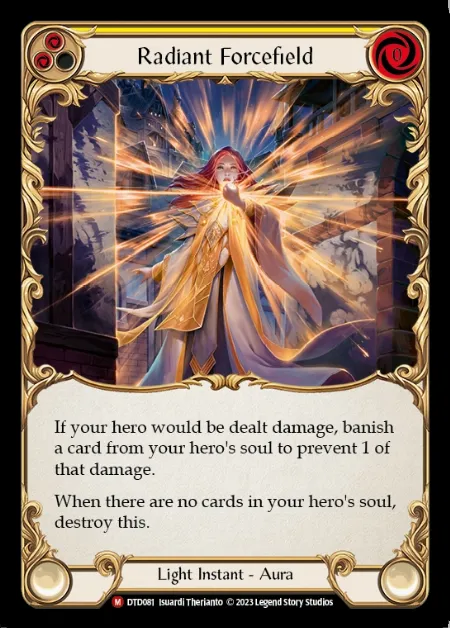 0
Radiant Forcefield
If your hero would be dealt damage, banish
a card from your hero's soul to prevent 1 of
that damage.
When there are no cards in your hero's soul,
destroy this.
Light Instant - Aura
M DTD081 Isuardi Therianto © 2023 Legend Story Studios